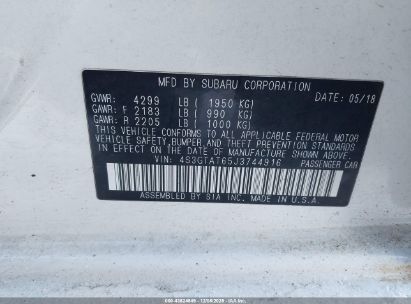 MFD BY SUBARU CORPORATION
GVWR: 4299 LB ( 1950 KG) DATE: 05/18
GAWR: F 2183 LB ( 990 KG)
GAWR: R 2205 LB ( 1000 KG)
THIS VEHICLE CONFORMS TO ALL APPLICABLE FEDERAL MOTOR
VEHICLE SAFETY, BUMPER, AND THEFT PREVENTION STANDARDS
IN EFFECT ON THE DATE OF MANUFACTURE SHOWN ABOVE.
VIN: 4S3GTAT65J3744916 PASSENGER CAR
ASSEMBLED BY SIA INC. MADE IN U.S.A.